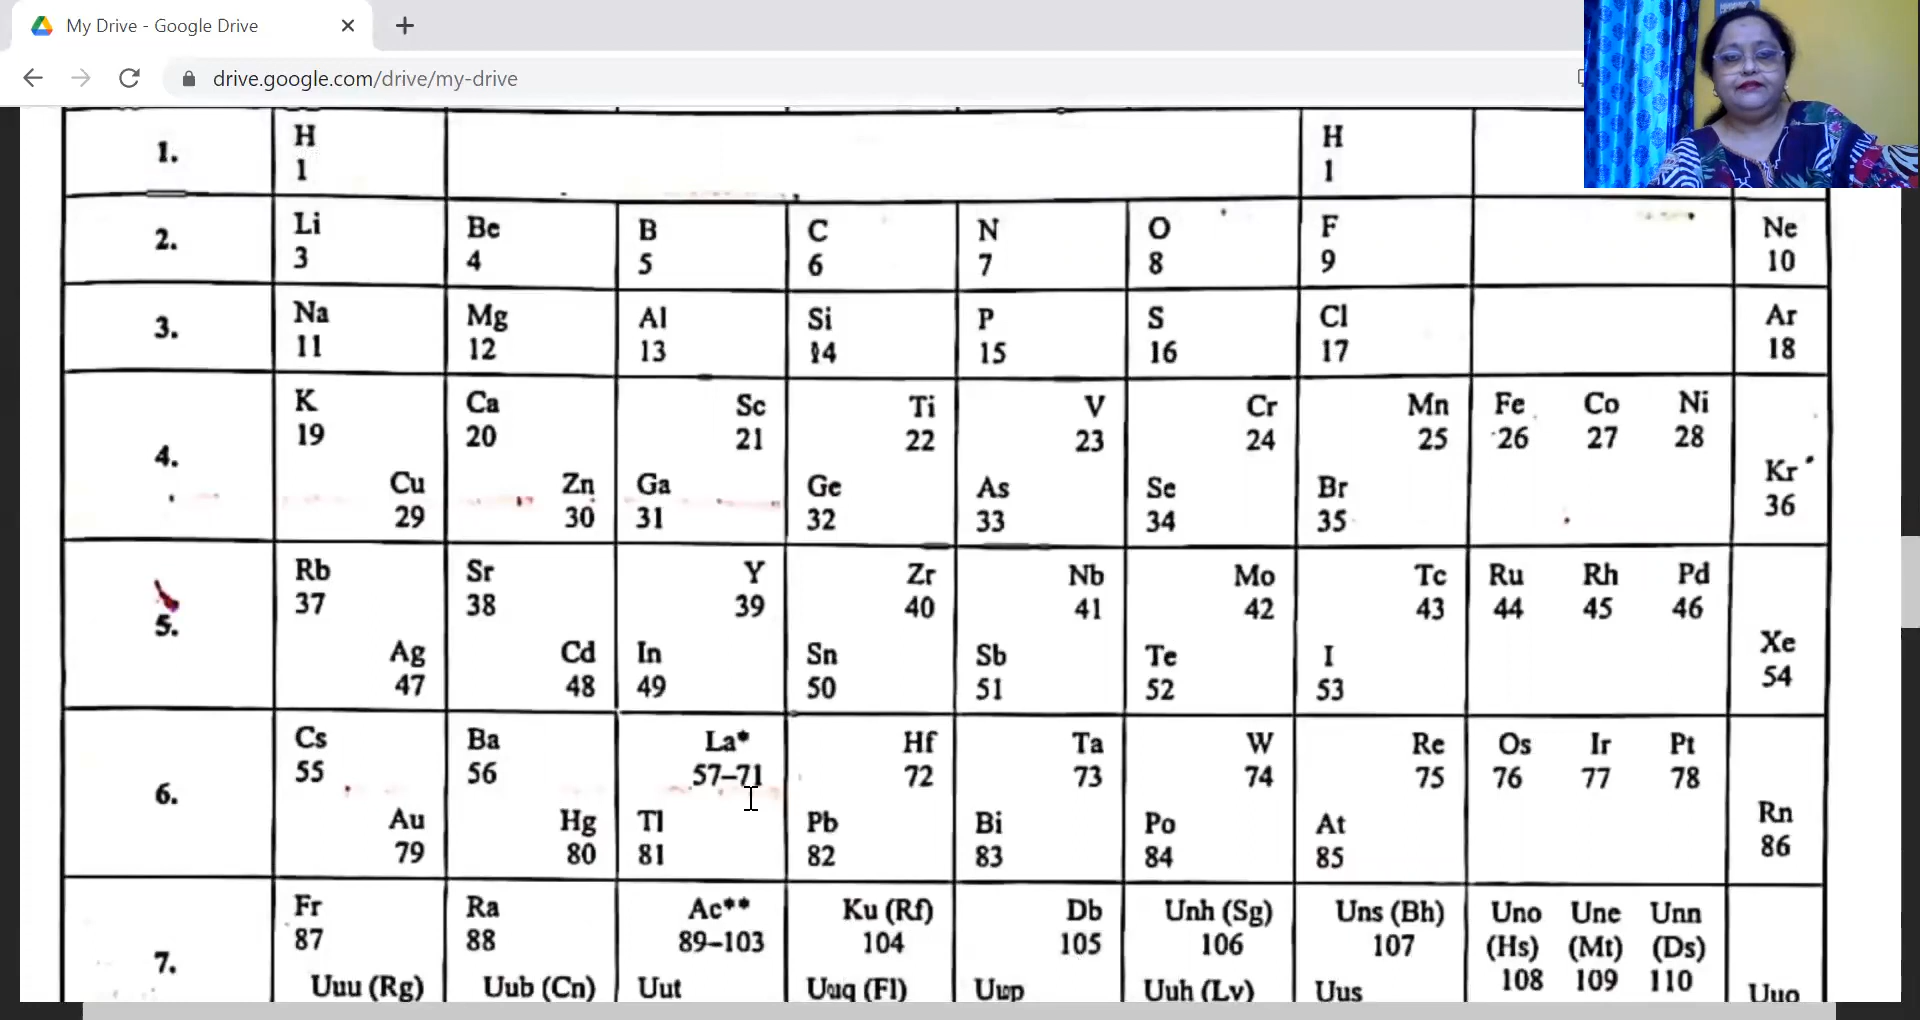 My Drive - Google Drive
drive.google.com/drive/my-drive
1. H H
1 1
2. Li Be B C N O F Ne
3 4 5 6 7 8 9 10
3. Na Mg Al Si P S Cl Ar
11 12 13 14 15 16 17 18
4. K Ca Sc Ti V Cr Mn Fe Co Ni
19 20 21 22 23 24 25 26 27 28
Cu Zn Ga Ge As Se Br Kr
29 30 31 32 33 34 35 36
5. Rb Sr Y Zr Nb Mo Tc Ru Rh Pd
37 38 39 40 41 42 43 44 45 46
Ag Cd In Sn Sb Te I Xe
47 48 49 50 51 52 53 54
6. Cs Ba La* Hf Ta W Re Os Ir Pt
55 56 57–71 72 73 74 75 76 77 78
Au Hg Tl Pb Bi Po At Rn
79 80 81 82 83 84 85 86
7. Fr Ra Ac** Ku (Rf) Db Unh (Sg) Uns (Bh) Uno Une Unn
87 88 89–103 104 105 106 107 (Hs) (Mt) (Ds)
108 109 110
Uuu (Rg) Uub (Cn) Uut Uuq (Fl) Uup Uuh (Lv) Uus Uuo